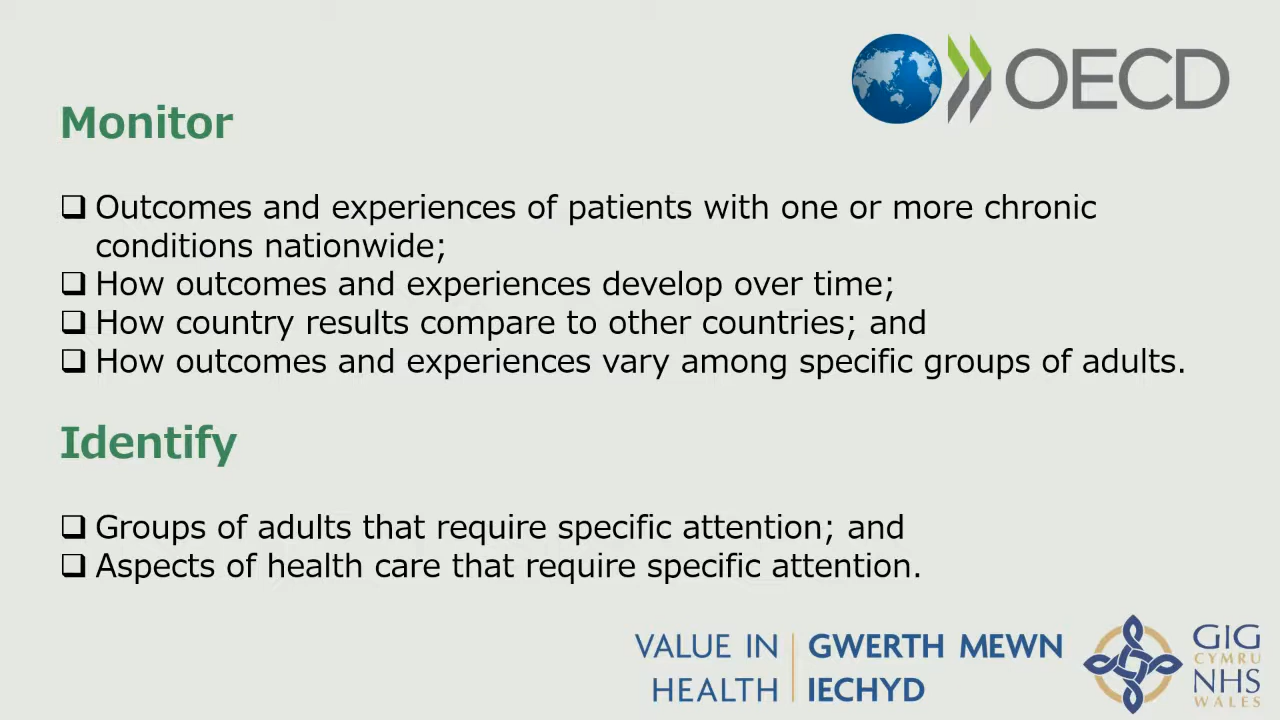 OECD
Monitor
❑ Outcomes and experiences of patients with one or more chronic
conditions nationwide;
❑ How outcomes and experiences develop over time;
❑ How country results compare to other countries; and
❑ How outcomes and experiences vary among specific groups of adults.
Identify
❑ Groups of adults that require specific attention; and
❑ Aspects of health care that require specific attention.
VALUE IN
HEALTH
GWERTH MEWN
IECHYD
GIG
CYMRU
NHS
WALES